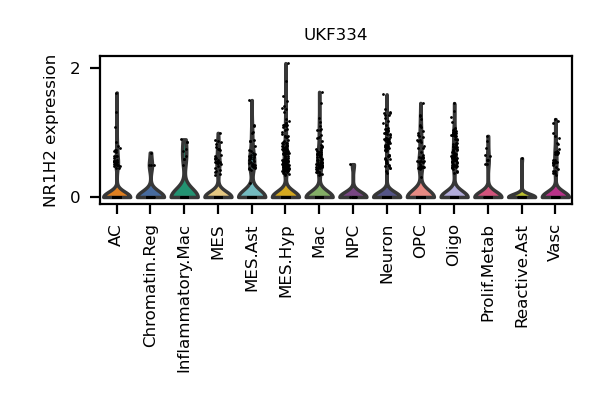 UKF334
NR1H2 expression
2
0
AC
Chromatin.Reg
Inflammatory.Mac
MES
MES.Ast
MES.Hyp
Mac
NPC
Neuron
OPC
Oligo
Prolif.Metab
Reactive.Ast
Vasc